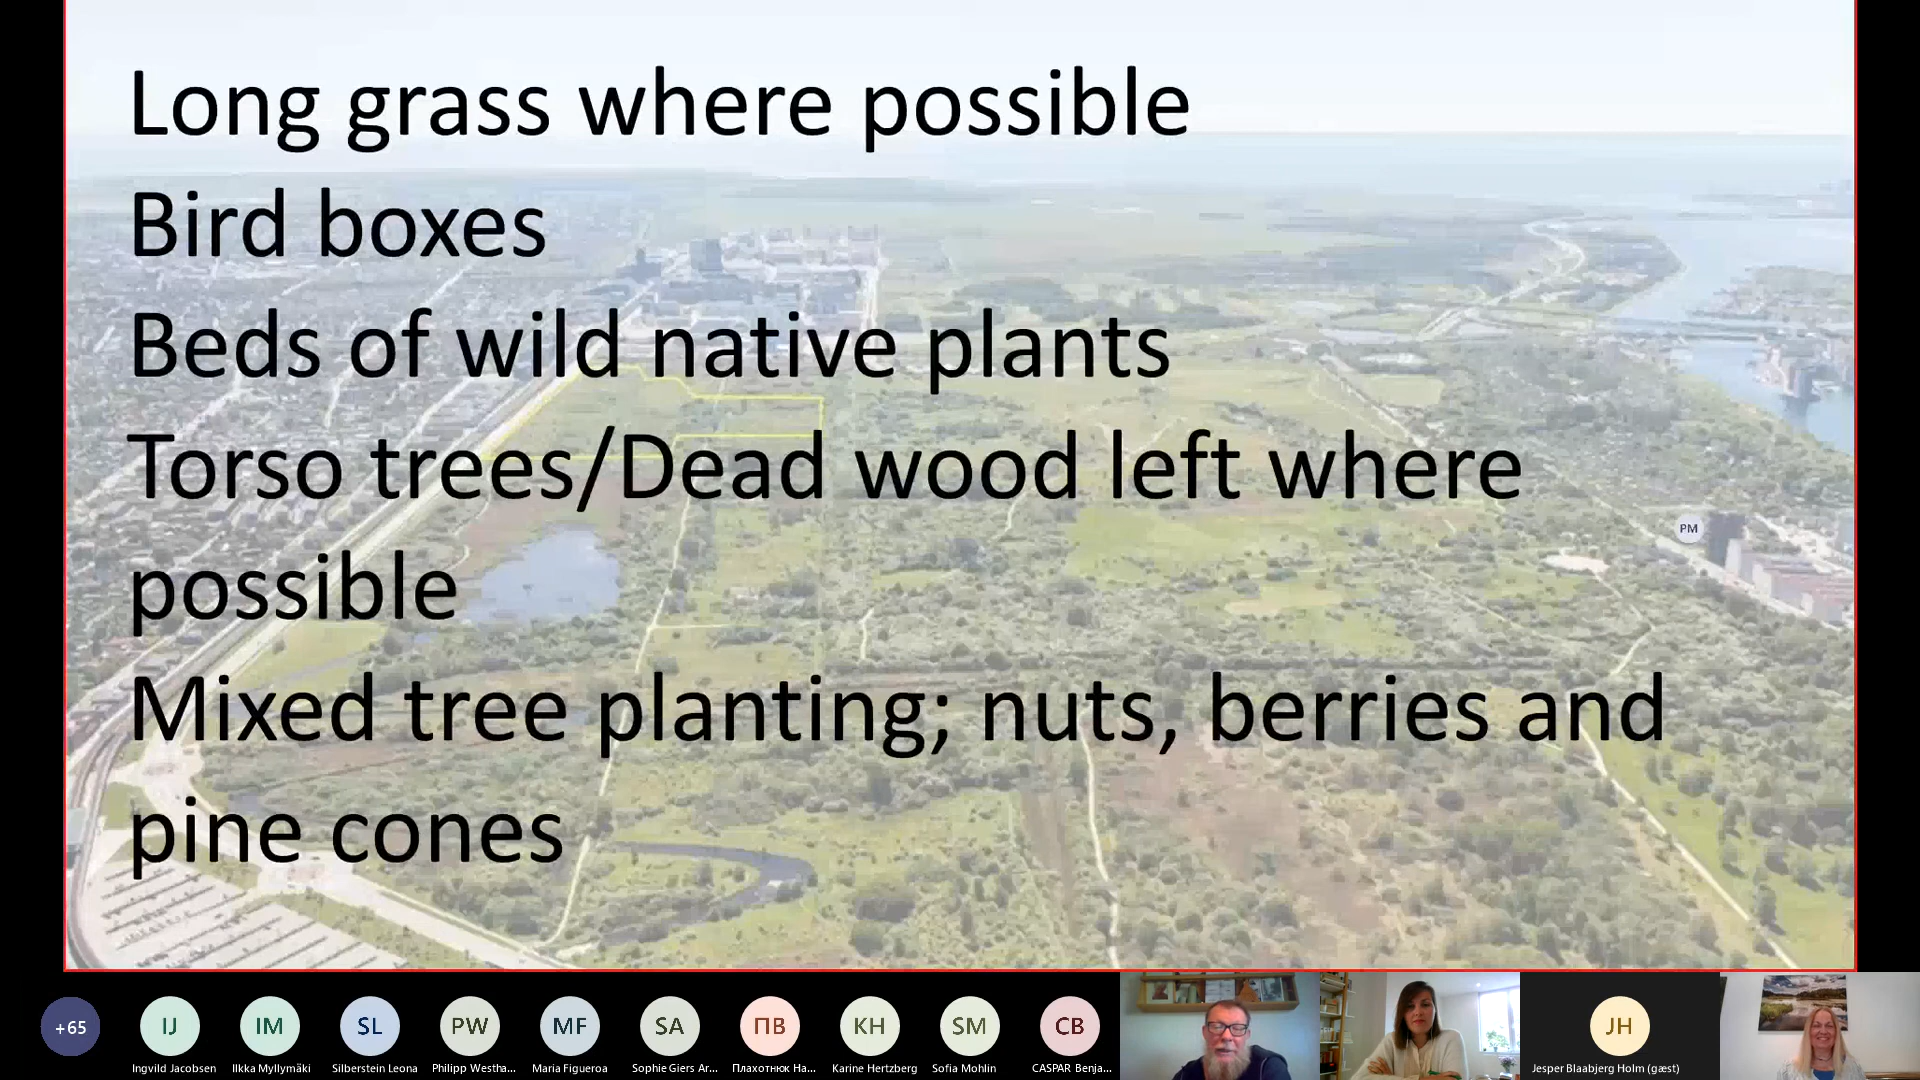 Long grass where possible
Bird boxes
Beds of wild native plants
Torso trees/Dead wood left where
possible
Mixed tree planting; nuts, berries and
pine cones
PM
+65
IJ
IM
SL
PW
MF
SA
ПВ
KH
SM
CB
JH
Ingvild Jacobsen
Ilkka Myllymäki
Silberstein Leona
Philipp Westha...
Maria Figueroa
Sophie Giers Ar...
Плахотнюк На...
Karine Hertzberg
Sofia Mohlin
CASPAR Benja...
Jesper Blaabjerg Holm (gæst)